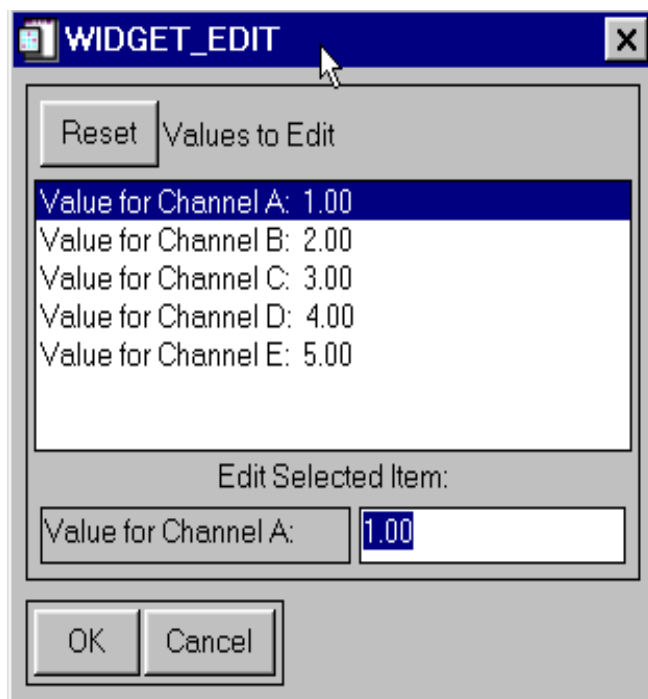 WIDGET_EDIT
Reset Values to Edit
Value for Channel A: 1.00
Value for Channel B: 2.00
Value for Channel C: 3.00
Value for Channel D: 4.00
Value for Channel E: 5.00
Edit Selected Item:
Value for Channel A: 1.00
OK Cancel